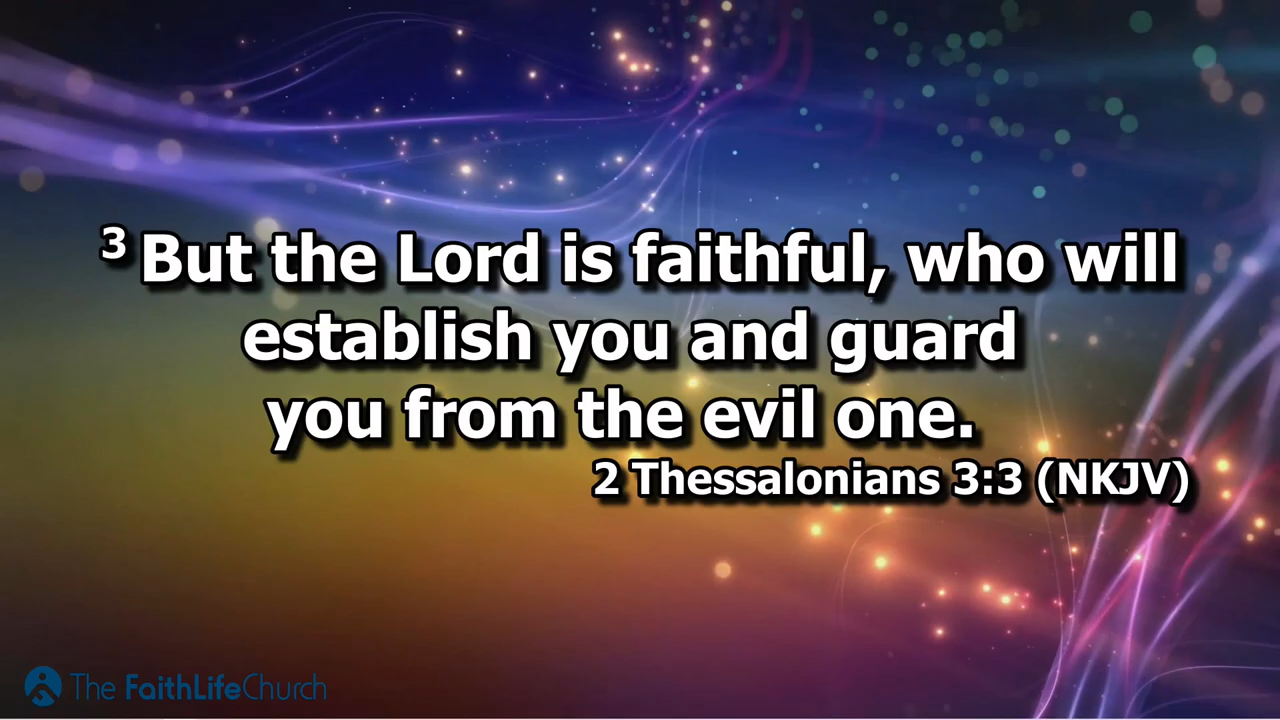 3 But the Lord is faithful, who will
establish you and guard
you from the evil one.
2 Thessalonians 3:3 (NKJV)
The FaithLifeChurch